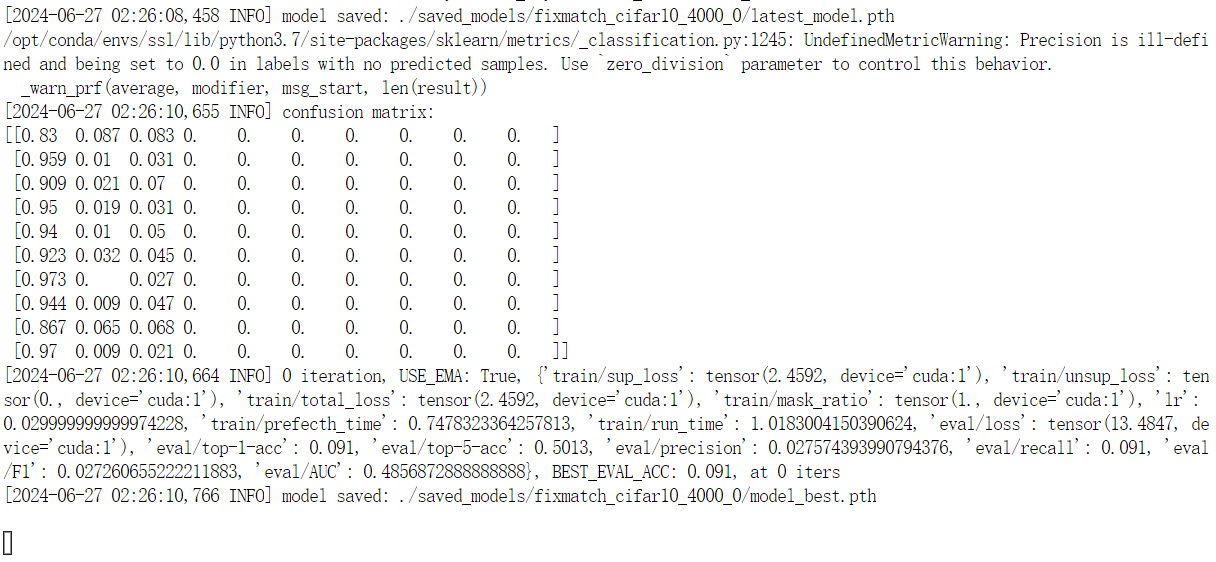 [2024-06-27 02:26:08,458 INFO] model saved: ./saved_models/fixmatch_cifar10_4000_0/latest_model.pth
/opt/conda/envs/ssl/lib/python3.7/site-packages/sklearn/metrics/_classification.py:1245: UndefinedMetricWarning: Precision is ill-defi
ned and being set to 0.0 in labels with no predicted samples. Use `zero_division` parameter to control this behavior.
  _warn_prf(average, modifier, msg_start, len(result))
[2024-06-27 02:26:10,655 INFO] confusion matrix:
[[0.83  0.087 0.083 0.    0.    0.    0.    0.    0.    0.   ]
 [0.959 0.01  0.031 0.    0.    0.    0.    0.    0.    0.   ]
 [0.909 0.021 0.07  0.    0.    0.    0.    0.    0.    0.   ]
 [0.95  0.019 0.031 0.    0.    0.    0.    0.    0.    0.   ]
 [0.94  0.01  0.05  0.    0.    0.    0.    0.    0.    0.   ]
 [0.923 0.032 0.045 0.    0.    0.    0.    0.    0.    0.   ]
 [0.973 0.    0.027 0.    0.    0.    0.    0.    0.    0.   ]
 [0.944 0.009 0.047 0.    0.    0.    0.    0.    0.    0.   ]
 [0.867 0.065 0.068 0.    0.    0.    0.    0.    0.    0.   ]
 [0.97  0.009 0.021 0.    0.    0.    0.    0.    0.    0.   ]]
[2024-06-27 02:26:10,664 INFO] 0 iteration, USE_EMA: True, {'train/sup_loss': tensor(2.4592, device='cuda:1'), 'train/unsup_loss': ten
sor(0., device='cuda:1'), 'train/total_loss': tensor(2.4592, device='cuda:1'), 'train/mask_ratio': tensor(1., device='cuda:1'), 'lr':
0.029999999999974228, 'train/prefecth_time': 0.7478323364257813, 'train/run_time': 1.0183004150390624, 'eval/loss': tensor(13.4847, de
vice='cuda:1'), 'eval/top-1-acc': 0.091, 'eval/top-5-acc': 0.5013, 'eval/precision': 0.027574393990794376, 'eval/recall': 0.091, 'eval
/F1': 0.027260655222211883, 'eval/AUC': 0.4856872888888888}, BEST_EVAL_ACC: 0.091, at 0 iters
[2024-06-27 02:26:10,766 INFO] model saved: ./saved_models/fixmatch_cifar10_4000_0/model_best.pth